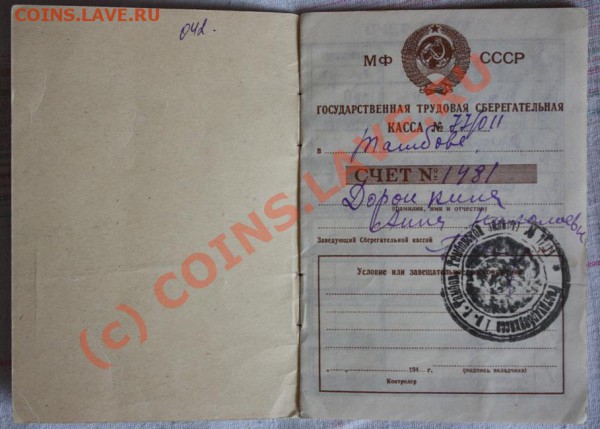 COINS.LAVE.RU
042.
МФ СССР
ГОСУДАРСТВЕННАЯ ТРУДОВАЯ СБЕРЕГАТЕЛЬНАЯ
КАССА № 77/011
в Тамбове
СЧЕТ № 1481
Дорошкина
(фамилия, имя и отчество)
Анна Николаевн
Заведующий Сберегательной кассой
Условие или завещательное
194 г. (подпись вкладчика)
Контролер
(c) COINS.LAVE.RU